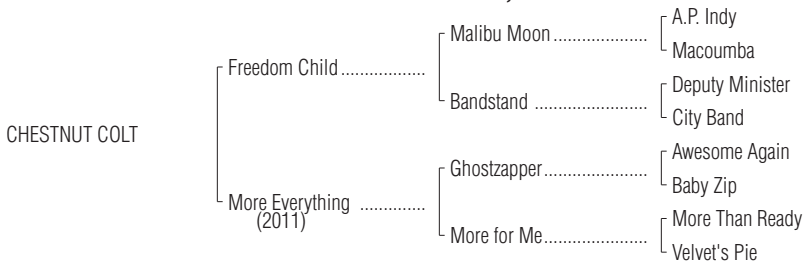 A.P. Indy
Malibu Moon
Macoumba
Freedom Child
Deputy Minister
Bandstand
City Band
CHESTNUT COLT
Awesome Again
Ghostzapper
Baby Zip
More Everything
(2011)
More Than Ready
More for Me
Velvet's Pie